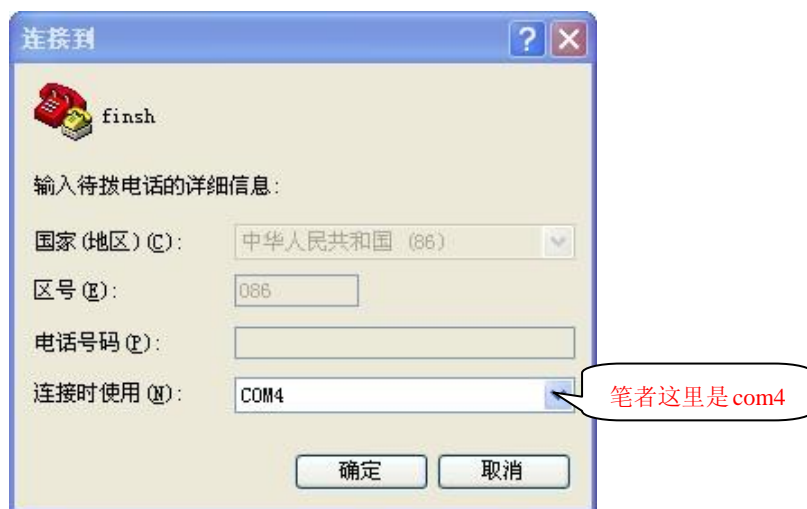 连接到
finsh
输入待拨电话的详细信息:
国家(地区)(C): 中华人民共和国 (86)
区号(E): 086
电话号码(P):
连接时使用(N): COM4
笔者这里是com4
确定 取消